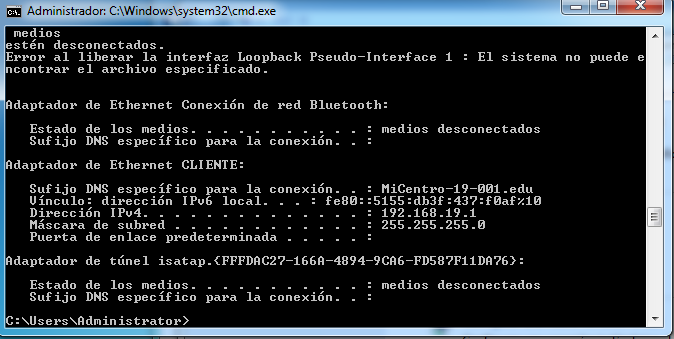 Administrador: C:\Windows\system32\cmd.exe
medios
estén desconectados.
Error al liberar la interfaz Loopback Pseudo-Interface 1 : El sistema no puede e
ncontrar el archivo especificado.
Adaptador de Ethernet Conexión de red Bluetooth:
Estado de los medios. . . . . . . . . . . : medios desconectados
Sufijo DNS específico para la conexión. . :
Adaptador de Ethernet CLIENTE:
Sufijo DNS específico para la conexión. . : MiCentro-19-001.edu
Vínculo: dirección IPv6 local. . . : fe80::5155:db3f:437:f0af%10
Dirección IPv4. . . . . . . . . . . . . . : 192.168.19.1
Máscara de subred . . . . . . . . . . . . : 255.255.255.0
Puerta de enlace predeterminada . . . . . :
Adaptador de túnel isatap.{FFFDAC27-166A-4894-9CA6-FD587F11DA76}:
Estado de los medios. . . . . . . . . . . : medios desconectados
Sufijo DNS específico para la conexión. . :
C:\Users\Administrator>